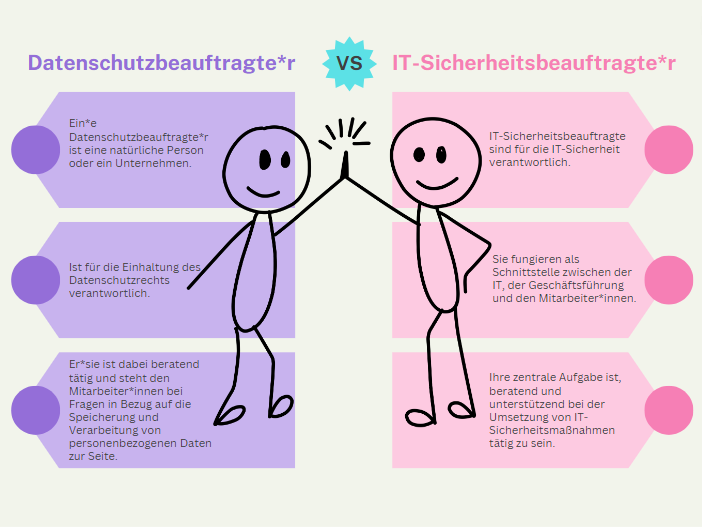 Datenschutzbeauftragte*r
VS
IT-Sicherheitsbeauftragte*r
Ein*e
Datenschutzbeauftragte*r
ist eine natürliche Person
oder ein Unternehmen.
Ist für die Einhaltung des
Datenschutzrechts
verantwortlich.
Er*sie ist dabei beratend
tätig und steht den
Mitarbeiter*innen bei
Fragen in Bezug auf die
Speicherung und
Verarbeitung von
personenbezogenen Daten
zur Seite.
IT-Sicherheitsbeauftragte
sind für die IT-Sicherheit
verantwortlich.
Sie fungieren als
Schnittstelle zwischen der
IT, der Geschäftsführung
und den Mitarbeiter*innen.
Ihre zentrale Aufgabe ist,
beratend und
unterstützend bei der
Umsetzung von IT-
Sicherheitsmaßnahmen
tätig zu sein.